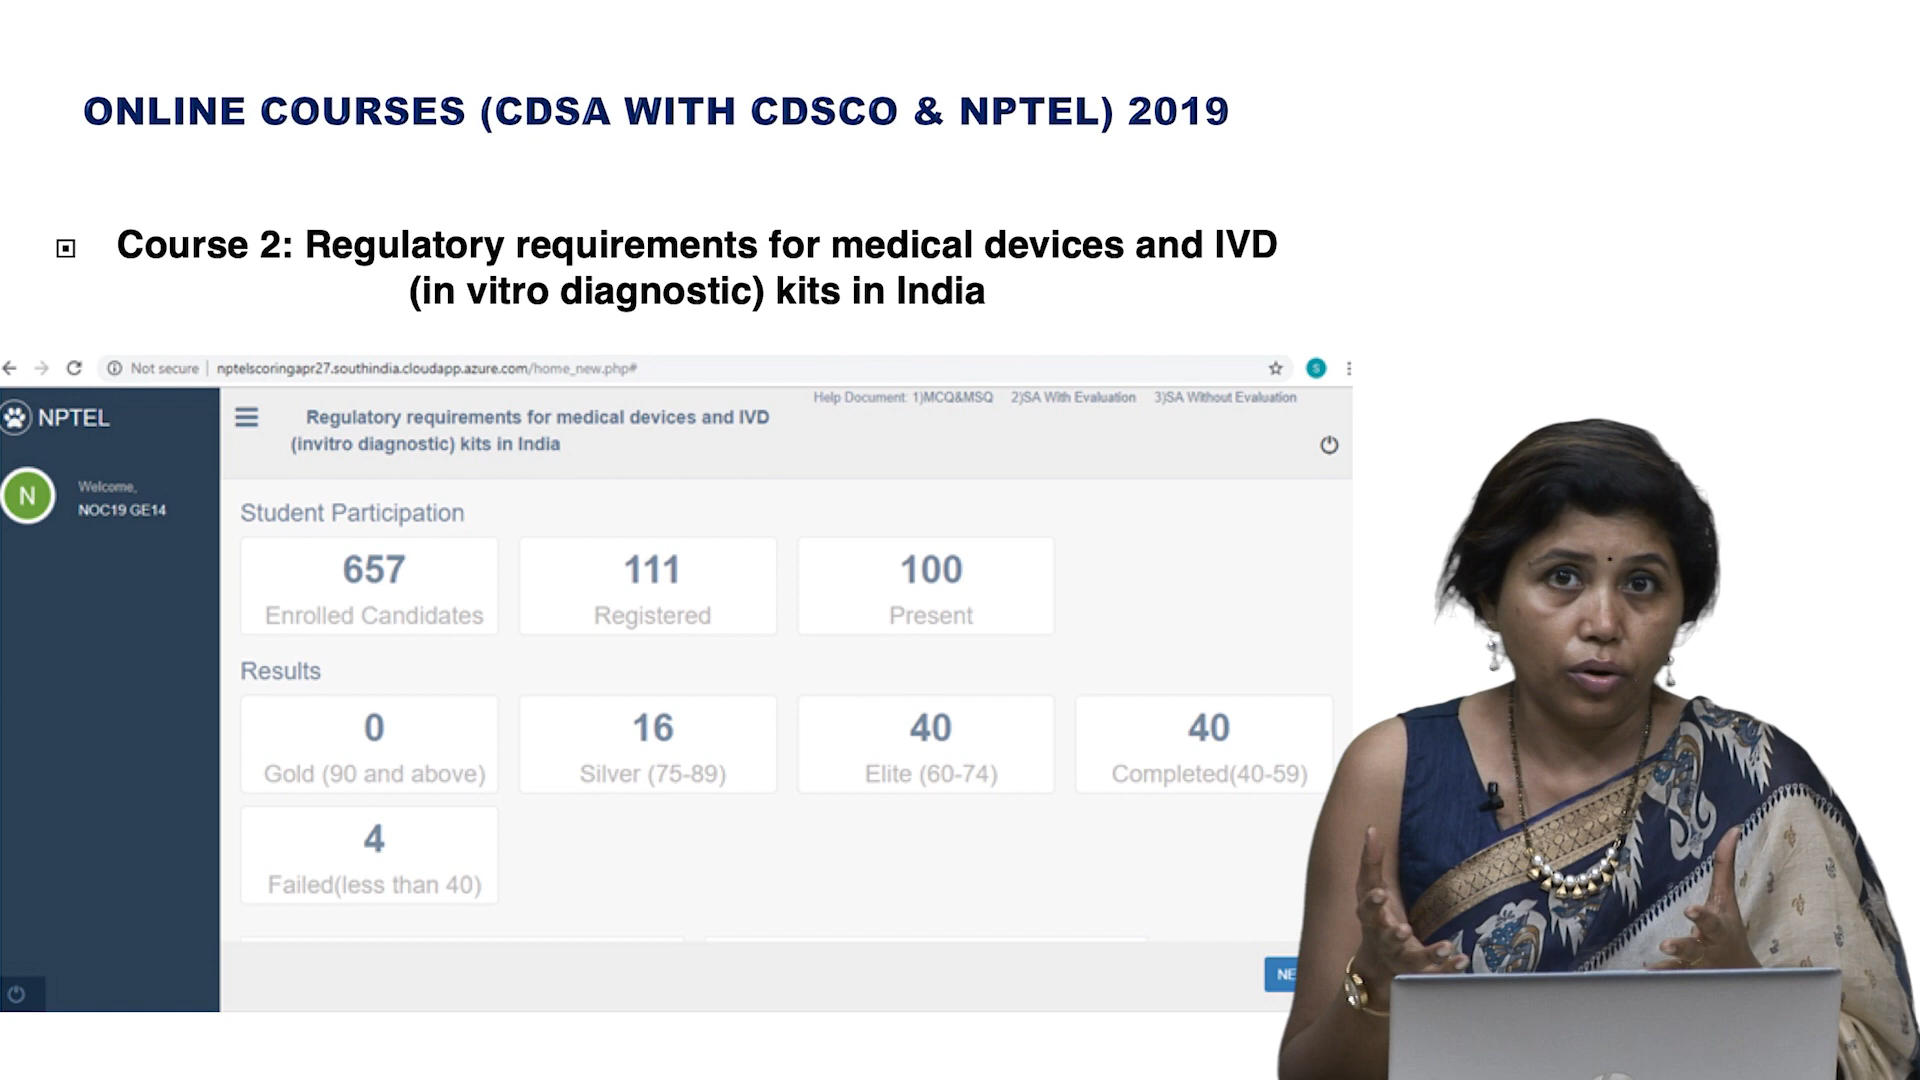 ONLINE COURSES (CDSA WITH CDSCO & NPTEL) 2019
Course 2: Regulatory requirements for medical devices and IVD
(in vitro diagnostic) kits in India
Not secure | nptelscoringapr27.southindia.cloudapp.azure.com/home_new.php#
S
NPTEL
Help Document: 1)MCQ&MSQ 2)SA With Evaluation 3)SA Without Evaluation
Regulatory requirements for medical devices and IVD
(invitro diagnostic) kits in India
N
Welcome,
NOC19 GE14
Student Participation
657 111 100
Enrolled Candidates Registered Present
Results
0 16 40 40
Gold (90 and above) Silver (75-89) Elite (60-74) Completed(40-59)
4
Failed(less than 40)